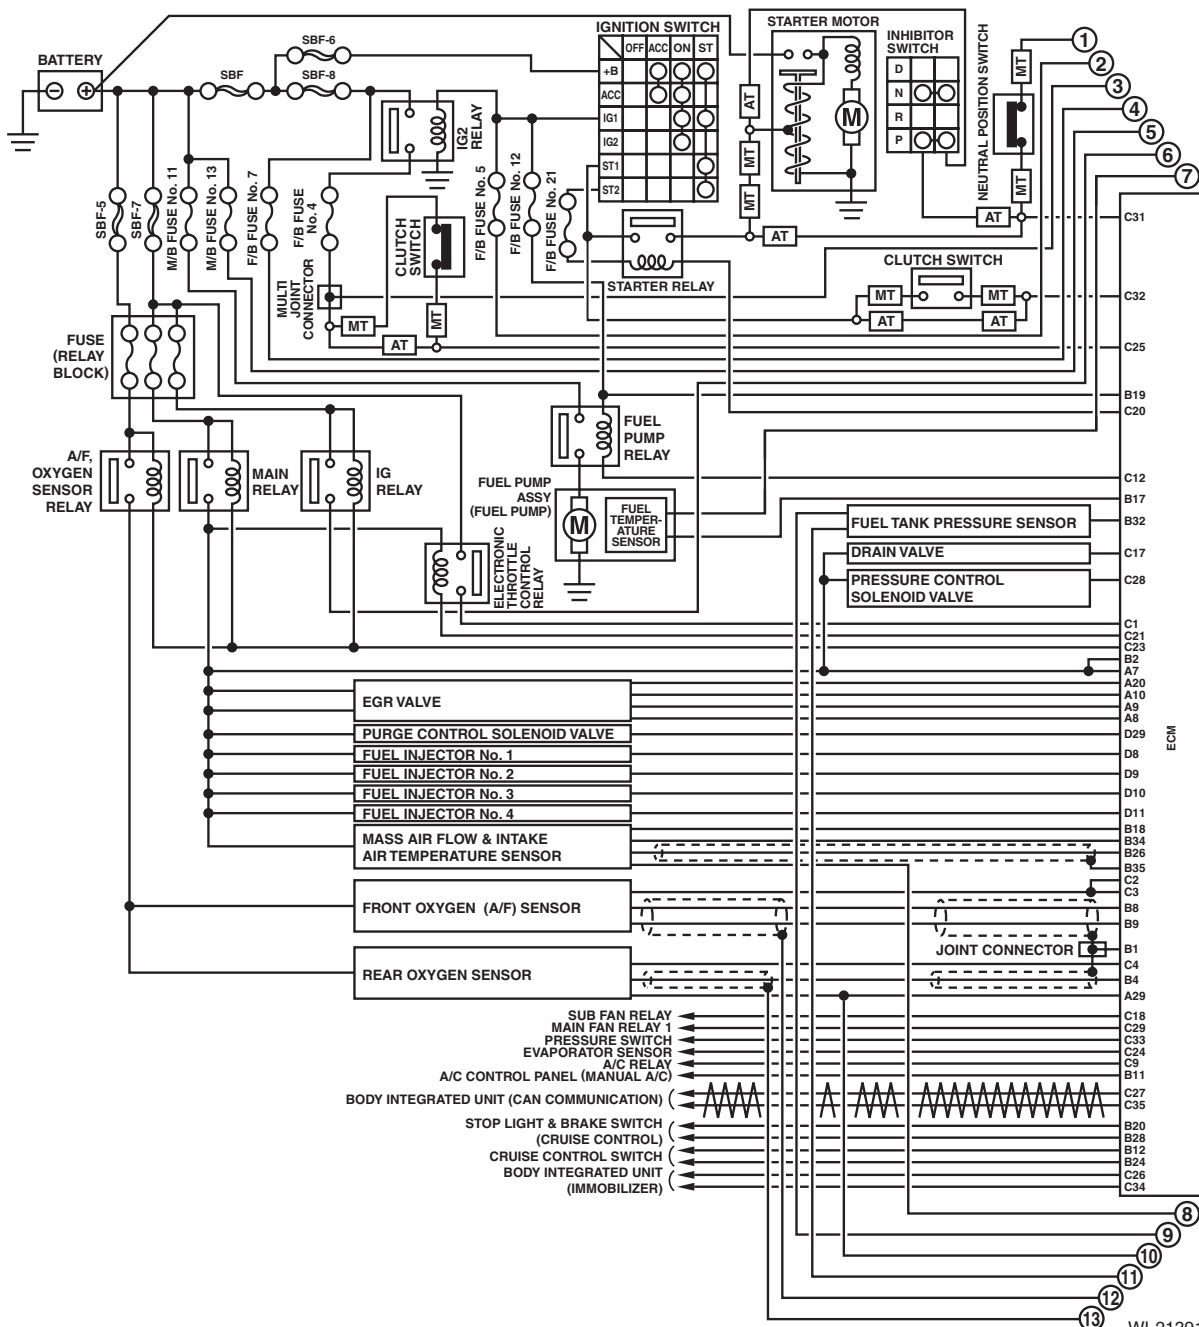 BATTERY
SBF
SBF-6
SBF-8
IG2
RELAY
IGNITION SWITCH
OFF ACC ON ST
+B
ACC
IG1
IG2
ST1
ST2
STARTER MOTOR
M
INHIBITOR
SWITCH
D
N
R
P
NEUTRAL POSITION SWITCH
MT
MT
AT
MT
MT
AT
AT
1
2
3
4
5
6
7
SBF-5
SBF-7
M/B FUSE No. 11
M/B FUSE No. 13
F/B FUSE No. 7
F/B FUSE
No. 4
CLUTCH
SWITCH
F/B FUSE No. 5
F/B FUSE No. 12
F/B FUSE No. 21
STARTER RELAY
CLUTCH SWITCH
MT
MT
AT
AT
MULTI
JOINT
CONNECTOR
MT
MT
AT
FUSE
(RELAY
BLOCK)
A/F,
OXYGEN
SENSOR
RELAY
MAIN
RELAY
IG
RELAY
FUEL
PUMP
RELAY
FUEL PUMP
ASSY
(FUEL PUMP)
M
FUEL
TEMPER-
ATURE
SENSOR
ELECTRONIC
THROTTLE
CONTROL
RELAY
FUEL TANK PRESSURE SENSOR
DRAIN VALVE
PRESSURE CONTROL
SOLENOID VALVE
EGR VALVE
PURGE CONTROL SOLENOID VALVE
FUEL INJECTOR No. 1
FUEL INJECTOR No. 2
FUEL INJECTOR No. 3
FUEL INJECTOR No. 4
MASS AIR FLOW & INTAKE
AIR TEMPERATURE SENSOR
FRONT OXYGEN (A/F) SENSOR
REAR OXYGEN SENSOR
JOINT CONNECTOR
SUB FAN RELAY
MAIN FAN RELAY 1
PRESSURE SWITCH
EVAPORATOR SENSOR
A/C RELAY
A/C CONTROL PANEL (MANUAL A/C)
BODY INTEGRATED UNIT (CAN COMMUNICATION)
STOP LIGHT & BRAKE SWITCH
(CRUISE CONTROL)
CRUISE CONTROL SWITCH
BODY INTEGRATED UNIT
(IMMOBILIZER)
C31
C32
C25
B19
C20
C12
B17
B32
C17
C28
C1
C21
C23
B2
A7
A20
A10
A9
A8
D29
D8
D9
D10
D11
B18
B34
B26
B35
C2
C3
B8
B9
B1
C4
B4
A29
C18
C29
C33
C24
C9
B11
C27
C35
B20
B28
B12
B24
C26
C34
ECM
8
9
10
11
12
13